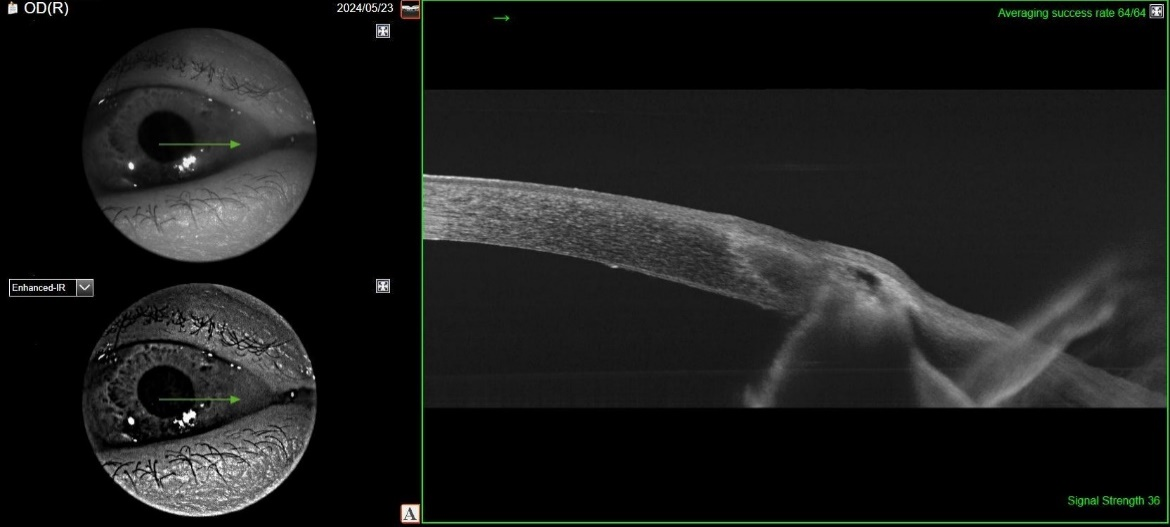 OD(R)
2024/05/23
Enhanced-IR
A
→
Averaging success rate 64/64
Signal Strength 36